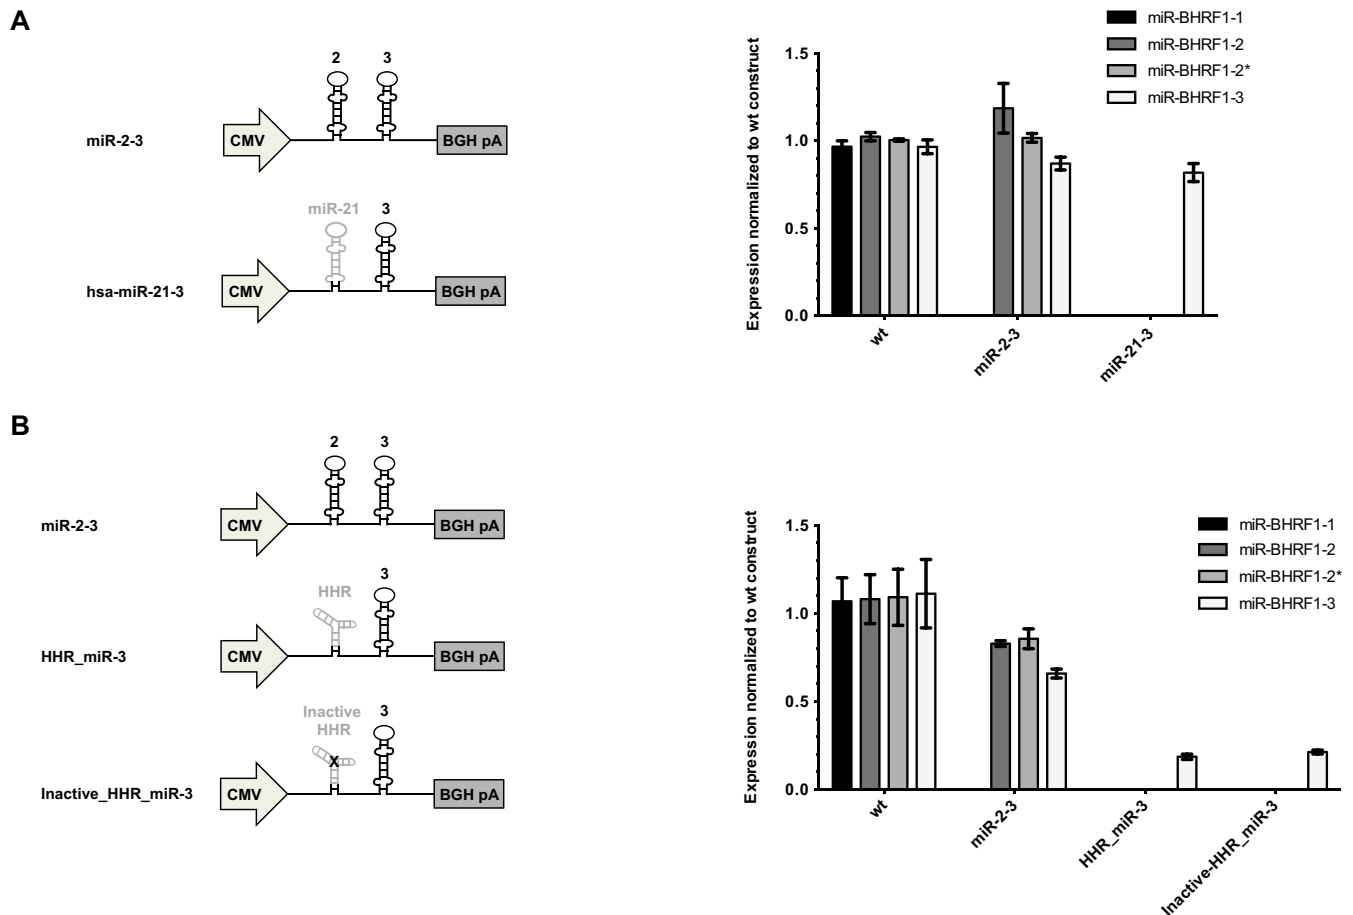 A
2 3
miR-2-3
CMV
BGH pA
miR-21 3
hsa-miR-21-3
CMV
BGH pA
Expression normalized to wt construct
1.5
1.0
0.5
0.0
wt
miR-2-3
miR-21-3
miR-BHRF1-1
miR-BHRF1-2
miR-BHRF1-2*
miR-BHRF1-3
B
2 3
miR-2-3
CMV
BGH pA
HHR 3
HHR_miR-3
CMV
BGH pA
Inactive 3
HHR
X
Inactive_HHR_miR-3
CMV
BGH pA
Expression normalized to wt construct
1.5
1.0
0.5
0.0
wt
miR-2-3
HHR_miR-3
Inactive-HHR_miR-3
miR-BHRF1-1
miR-BHRF1-2
miR-BHRF1-2*
miR-BHRF1-3